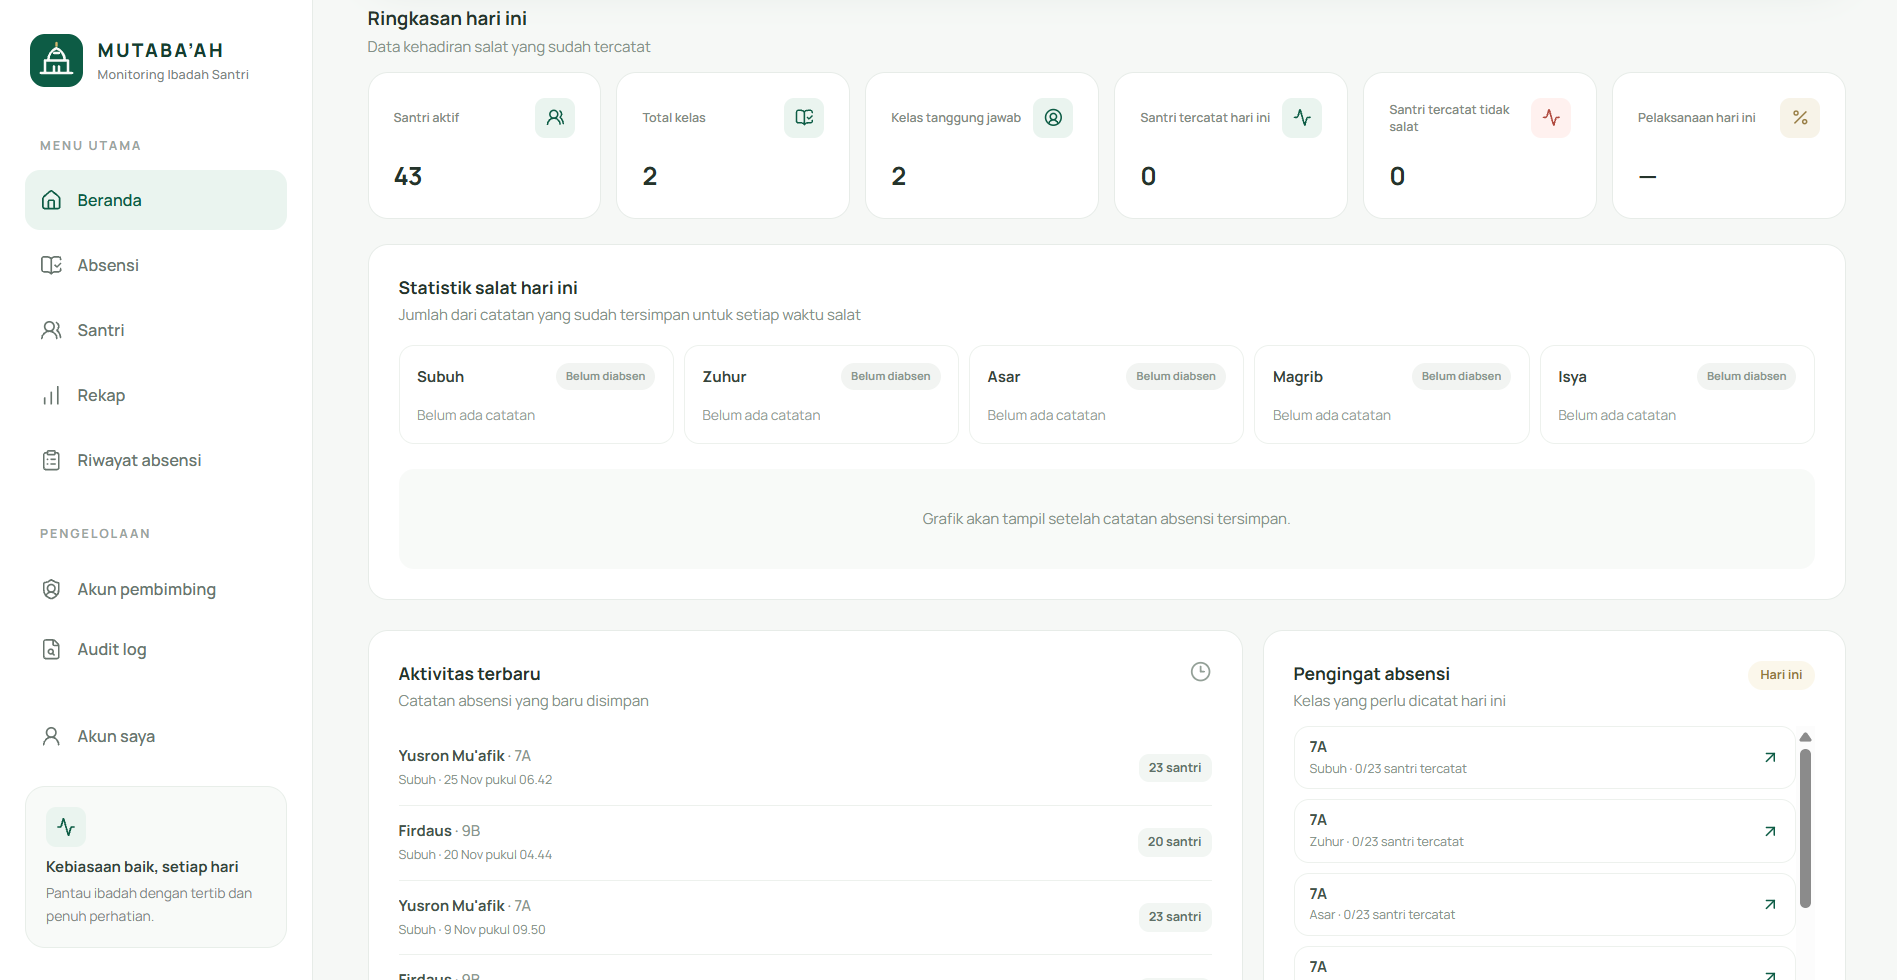 MUTABA'AH
Monitoring Ibadah Santri
MENU UTAMA
Beranda
Absensi
Santri
Rekap
Riwayat absensi
PENGELOLAAN
Akun pembimbing
Audit log
Akun saya
Kebiasaan baik, setiap hari
Pantau ibadah dengan tertib dan
penuh perhatian.
Ringkasan hari ini
Data kehadiran salat yang sudah tercatat
Santri aktif
43
Total kelas
2
Kelas tanggung jawab
2
Santri tercatat hari ini
0
Santri tercatat tidak
salat
0
Pelaksanaan hari ini
%
—
Statistik salat hari ini
Jumlah dari catatan yang sudah tersimpan untuk setiap waktu salat
Subuh
Belum diabsen
Belum ada catatan
Zuhur
Belum diabsen
Belum ada catatan
Asar
Belum diabsen
Belum ada catatan
Magrib
Belum diabsen
Belum ada catatan
Isya
Belum diabsen
Belum ada catatan
Grafik akan tampil setelah catatan absensi tersimpan.
Aktivitas terbaru
Catatan absensi yang baru disimpan
Yusron Mu'afik · 7A
Subuh · 25 Nov pukul 06.42
23 santri
Firdaus · 9B
Subuh · 20 Nov pukul 04.44
20 santri
Yusron Mu'afik · 7A
Subuh · 9 Nov pukul 09.50
23 santri
Firdaus · 9B
Pengingat absensi
Hari ini
Kelas yang perlu dicatat hari ini
7A
Subuh · 0/23 santri tercatat
7A
Zuhur · 0/23 santri tercatat
7A
Asar · 0/23 santri tercatat
7A